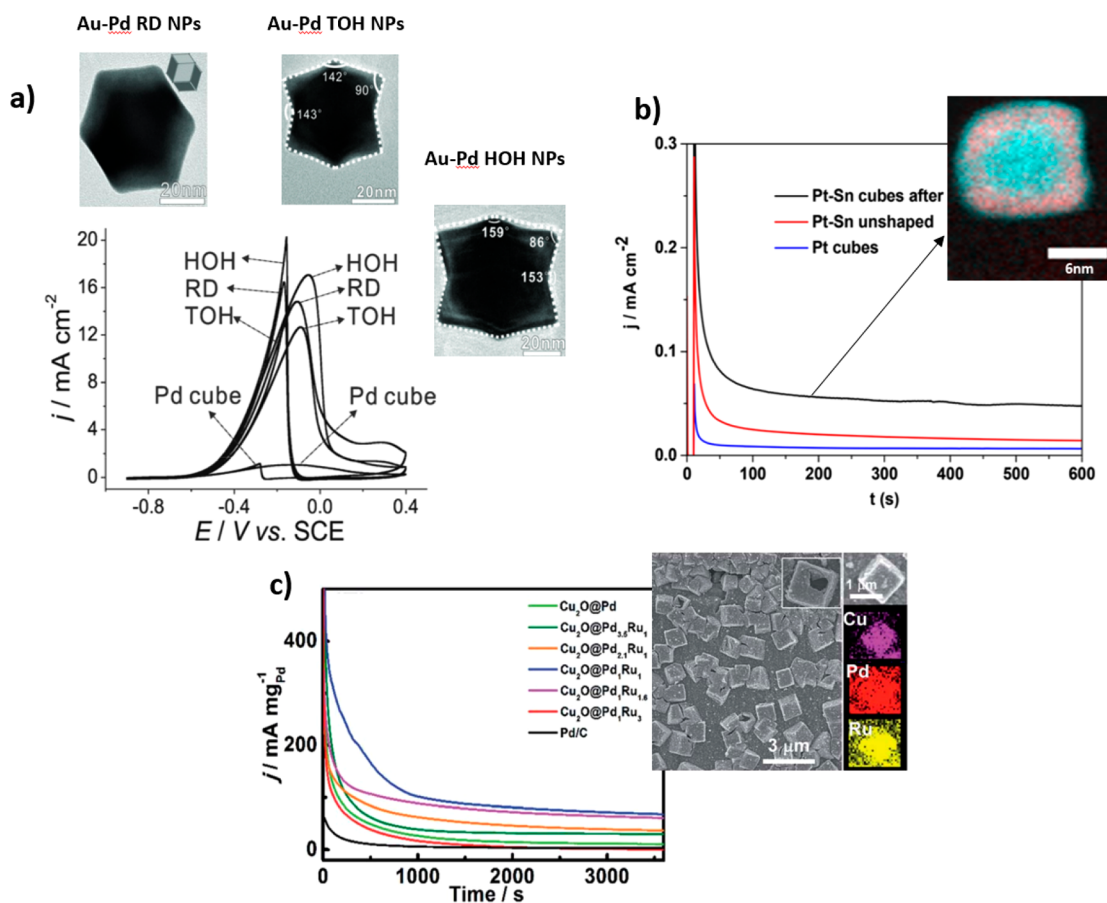 Au-Pd RD NPs
Au-Pd TOH NPs
a)
20nm
142°
90°
143°
20nm
Au-Pd HOH NPs
159°
86°
153°
20nm
20
16
12
8
4
0
j / mA cm-2
HOH
RD
TOH
HOH
RD
TOH
Pd cube
Pd cube
-0.8
-0.4
0.0
0.4
E / V vs. SCE
b)
0.3
0.2
0.1
0.0
j / mA cm-2
Pt-Sn cubes after
Pt-Sn unshaped
Pt cubes
6nm
0
100
200
300
400
500
600
t (s)
c)
400
200
0
j / mA mg-1Pd
Cu2O@Pd
Cu2O@Pd3.5Ru1
Cu2O@Pd2.1Ru1
Cu2O@Pd1Ru1
Cu2O@Pd1Ru1.6
Cu2O@Pd1Ru3
Pd/C
0
1000
2000
3000
Time / s
3 μm
1 μm
Cu
Pd
Ru